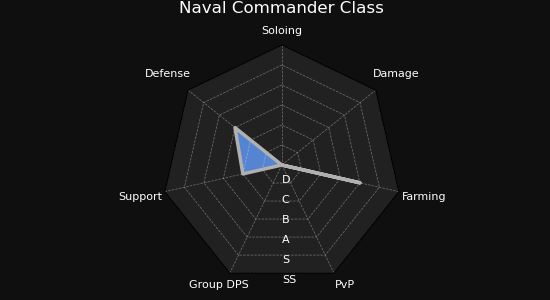 Naval Commander Class
Soloing
Defense
Damage
Support
Farming
D
C
B
A
S
SS
Group DPS
PvP